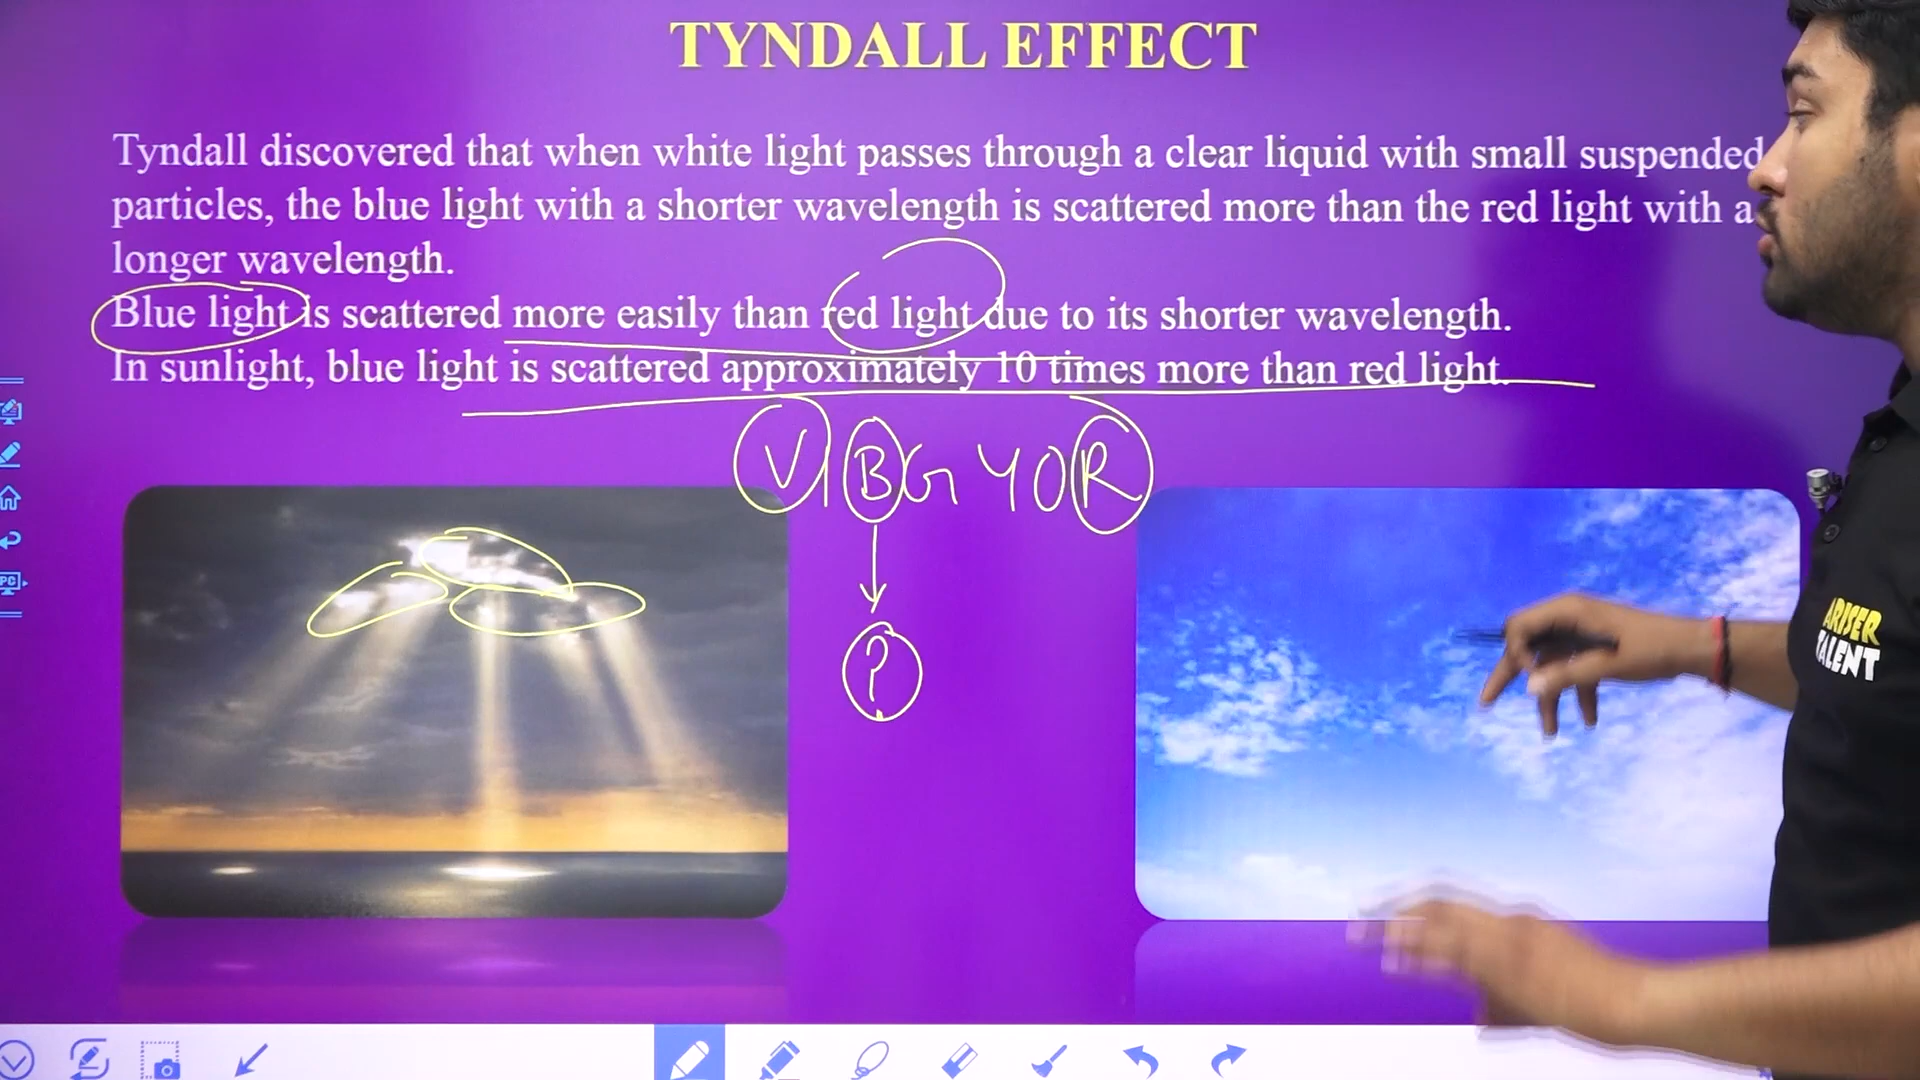 TYNDALL EFFECT
Tyndall discovered that when white light passes through a clear liquid with small suspended
particles, the blue light with a shorter wavelength is scattered more than the red light with a
longer wavelength.
Blue light is scattered more easily than red light due to its shorter wavelength.
In sunlight, blue light is scattered approximately 10 times more than red light.
VIBGYOR
?
ARISER
TALENT
PC